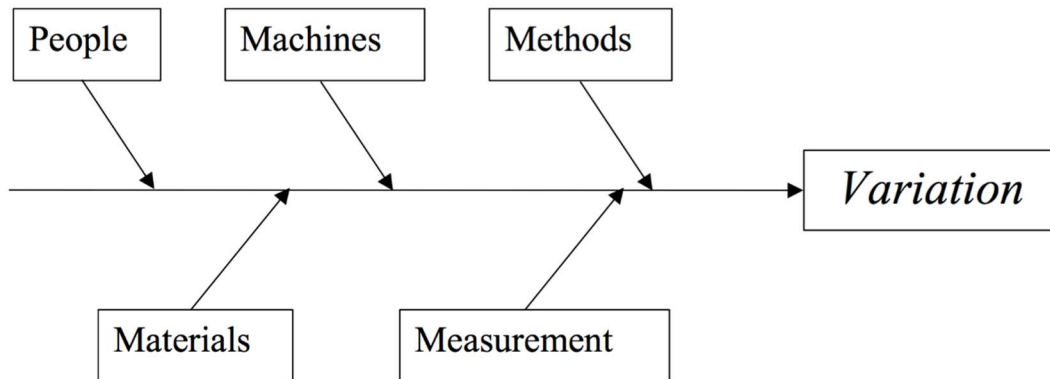 People
Machines
Methods
Variation
Materials
Measurement